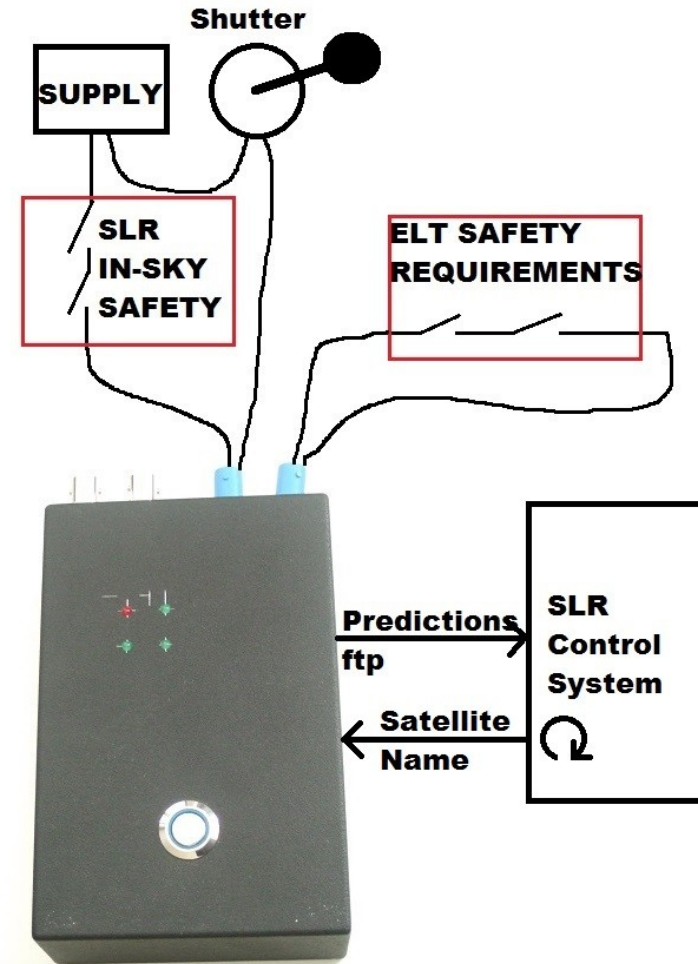 Shutter
SUPPLY
SLR
IN-SKY
SAFETY
ELT SAFETY
REQUIREMENTS
Predictions
ftp
SLR
Control
System
Satellite
Name